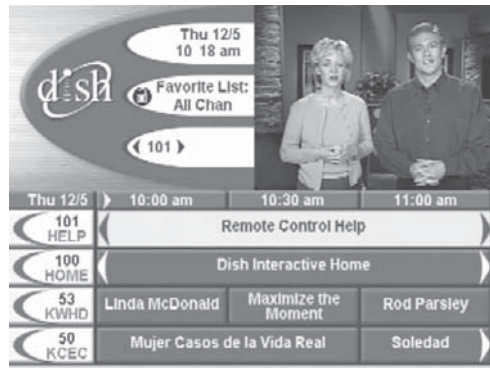 Thu 12/5
10 18 am
dish
Favorite List:
All Chan
101
Thu 12/5 10:00 am 10:30 am 11:00 am
101
HELP
Remote Control Help
100
HOME
Dish Interactive Home
53
KWHD
Linda McDonald
Maximize the
Moment
Rod Parsley
50
KCEC
Mujer Casos de la Vida Real
Soledad